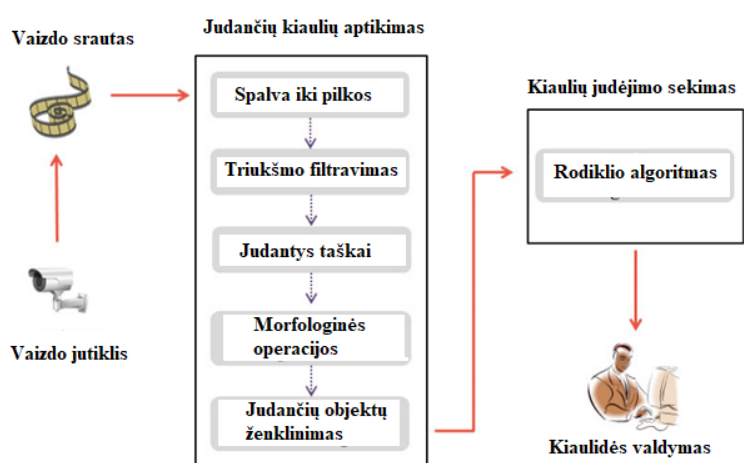 Vaizdo srautas
Vaizdo jutiklis
Judančių kiaulių aptikimas
Spalva iki pilkos
Triukšmo filtravimas
Judantys taškai
Morfologinės
operacijos
Judančių objektų
ženklinimas
Kiaulių judėjimo sekimas
Rodiklio algoritmas
Kiaulidės valdymas